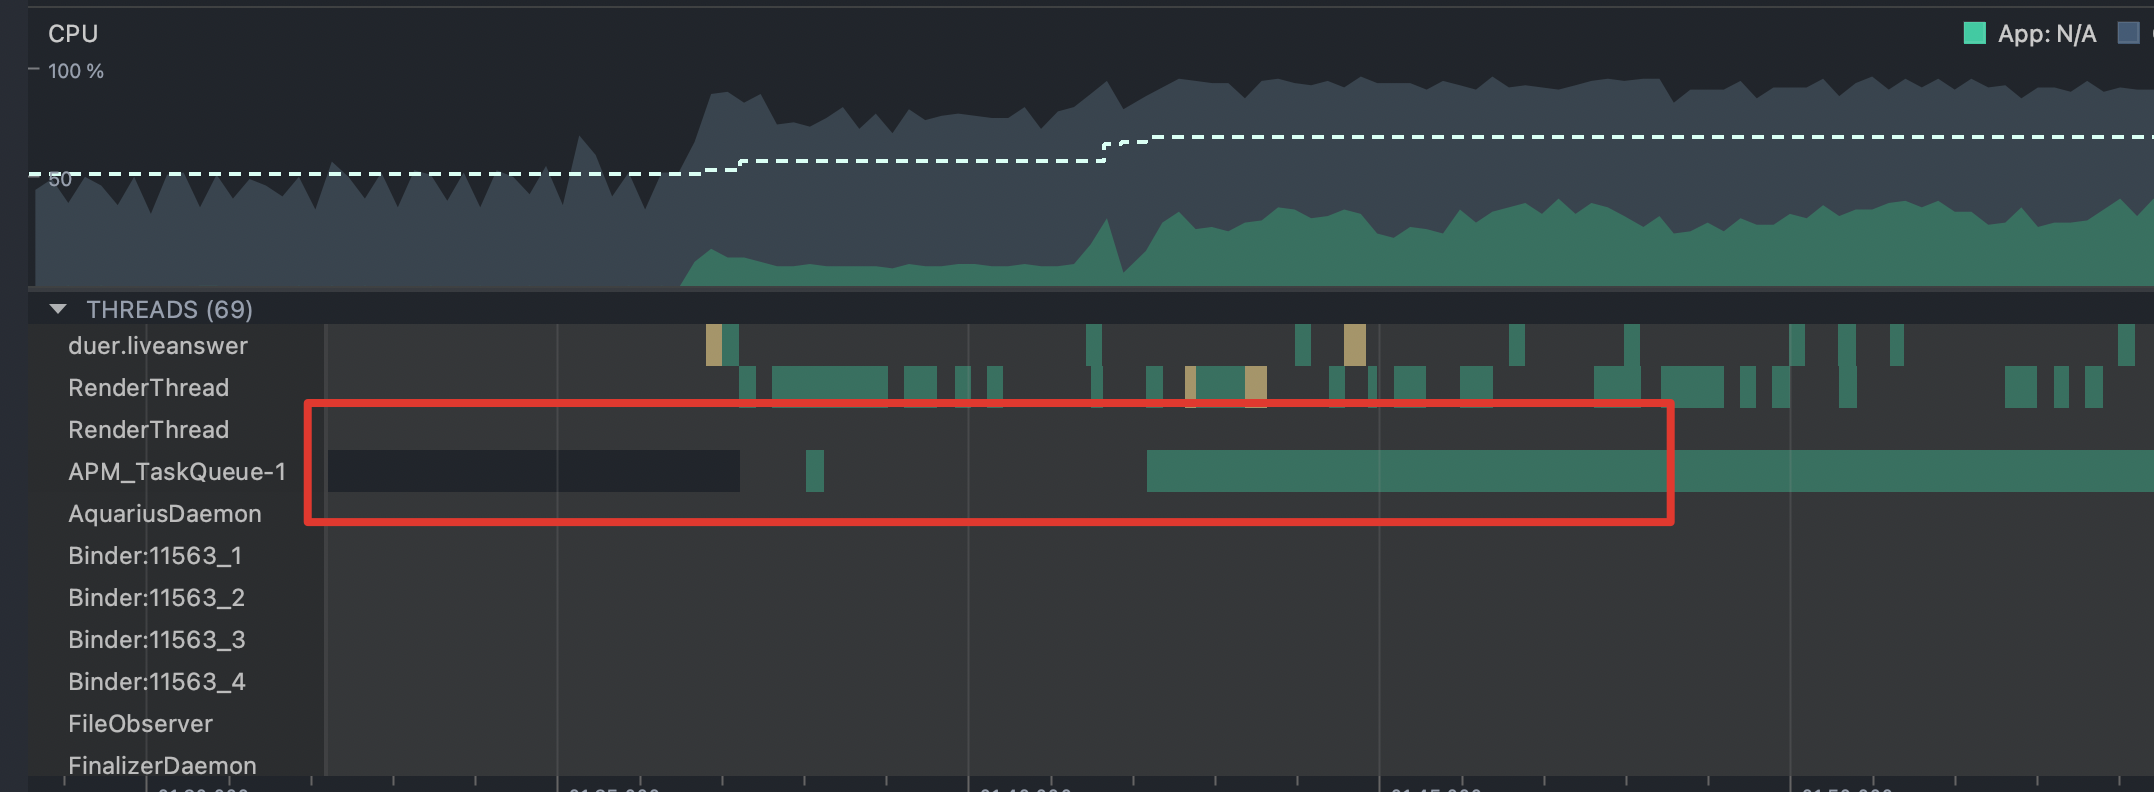 CPU
App: N/A
100 %
50
THREADS (69)
duer.liveanswer
RenderThread
RenderThread
APM_TaskQueue-1
AquariusDaemon
Binder:11563_1
Binder:11563_2
Binder:11563_3
Binder:11563_4
FileObserver
FinalizerDaemon